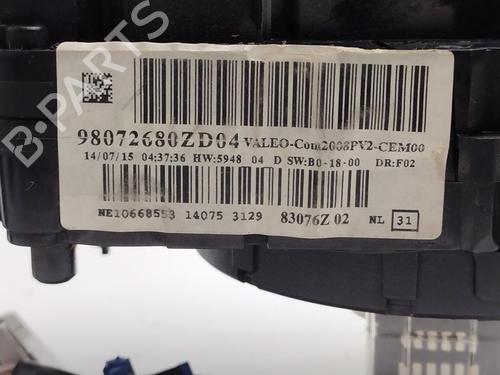 B-PARTS
98072680ZD04 VALEO-Com2008PV2-CEM00
14/07/15 04:37:36 HW:5948 04 D SW:B0-18-00 DR:F02
NE10668553 14075 3129 83076Z 02 NL 31